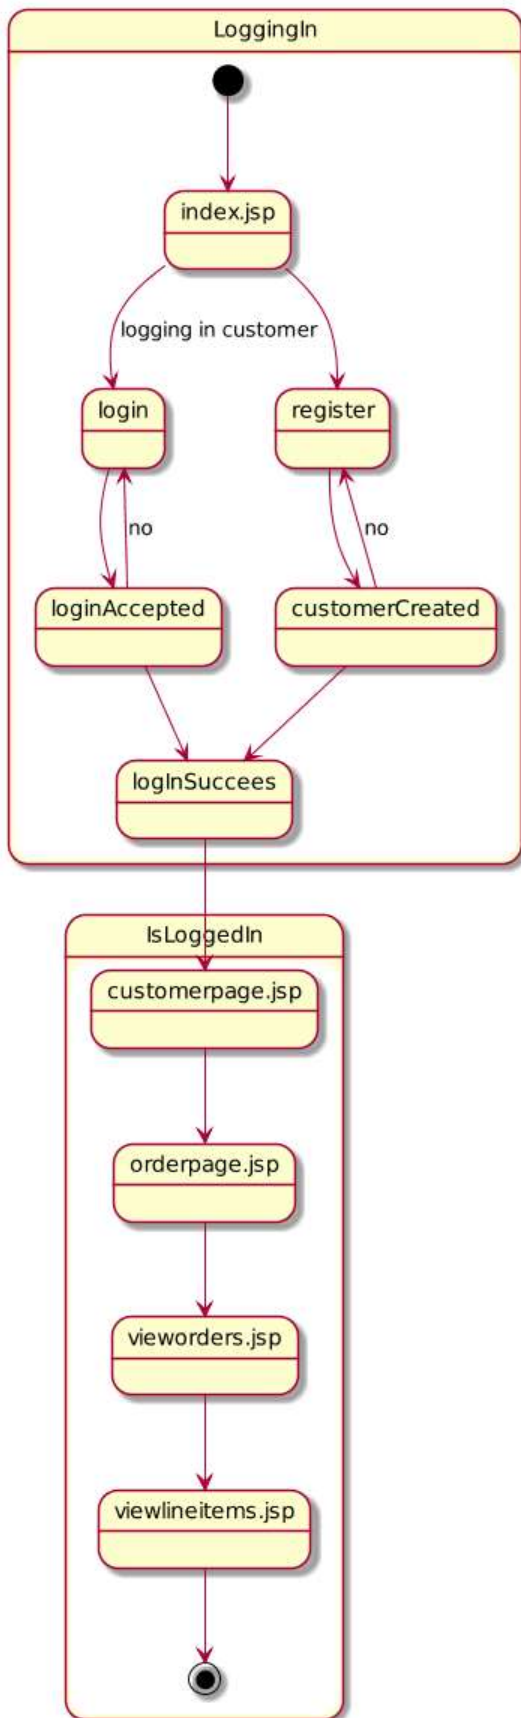 LoggingIn
index.jsp
logging in customer
login
register
no
no
loginAccepted
customerCreated
logInSuccees
IsLoggedIn
customerpage.jsp
orderpage.jsp
vieworders.jsp
viewlineitems.jsp